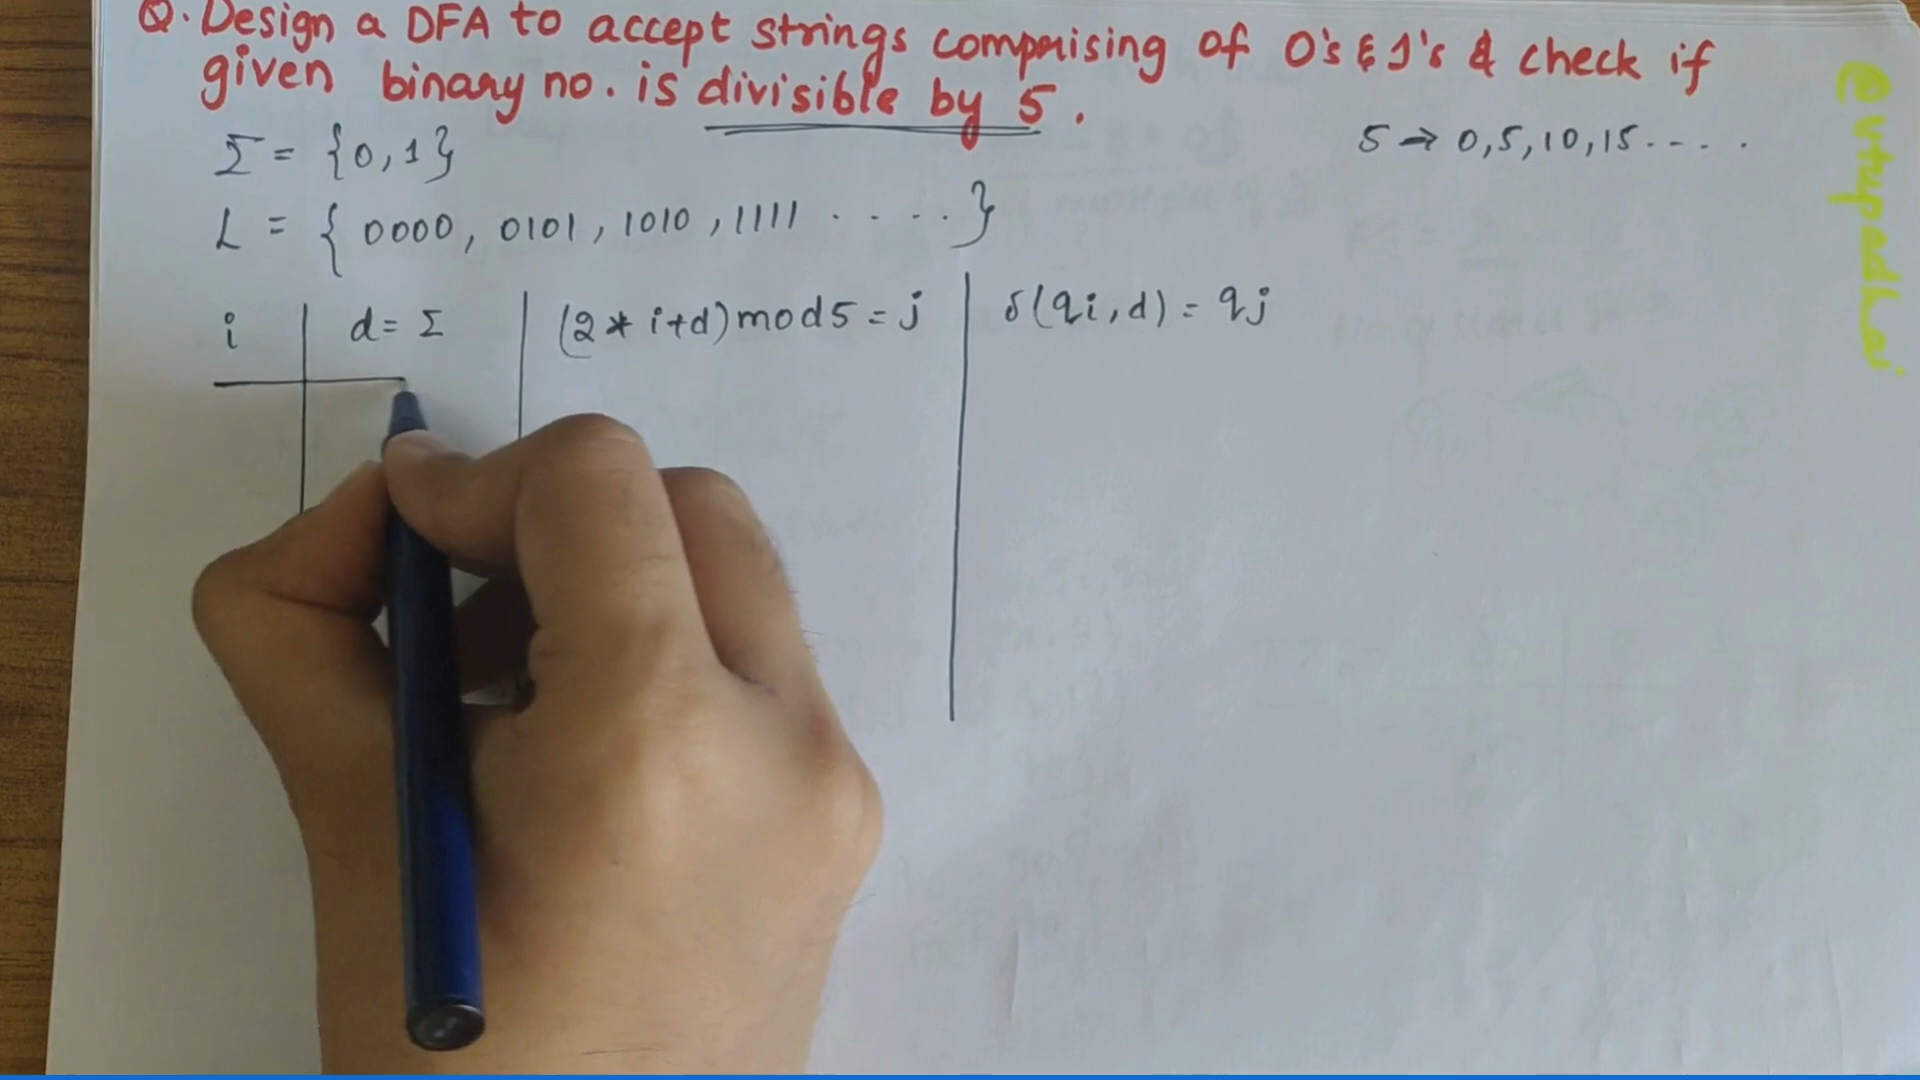 Q. Design a DFA to accept strings comprising of 0's & 1's & check if
given binary no. is divisible by 5.
5 → 0,5,10,15....
Σ = {0,1}
L = { 0000, 0101, 1010, 1111 ....}
i | d = Σ | (2 * i+d) mod 5 = j | δ(qi,d) = qj
@vtupadhai